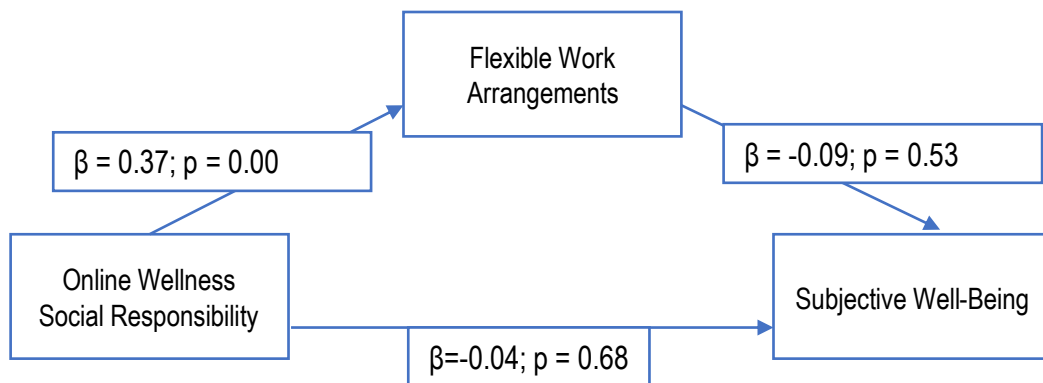 Flexible Work
Arrangements
β = 0.37; p = 0.00
β = -0.09; p = 0.53
Online Wellness
Social Responsibility
Subjective Well-Being
β=-0.04; p = 0.68